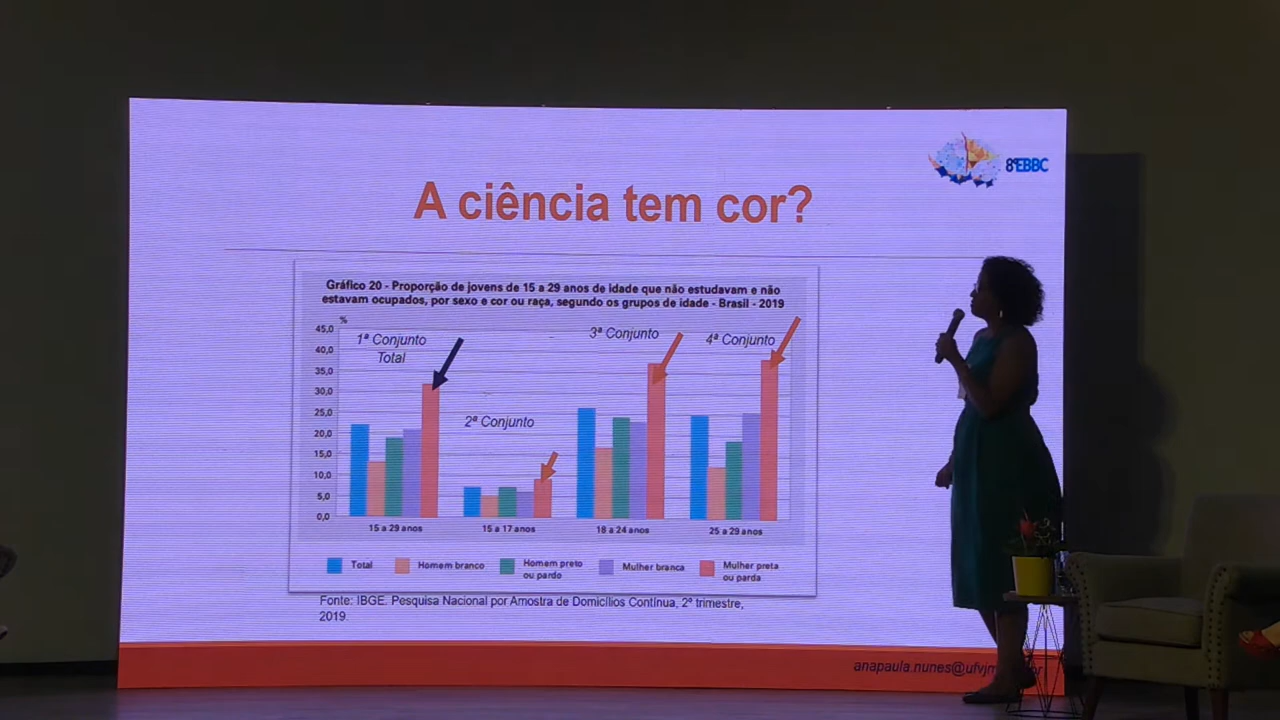 8ºEBBC
A ciência tem cor?
Gráfico 20 - Proporção de jovens de 15 a 29 anos de idade que não estudavam e não
estavam ocupados, por sexo e cor ou raça, segundo os grupos de idade - Brasil - 2019
%
45,0
40,0
35,0
30,0
25,0
20,0
15,0
10,0
5,0
0,0
1ª Conjunto
Total
2ª Conjunto
3ª Conjunto
4ª Conjunto
15 a 29 anos
15 a 17 anos
18 a 24 anos
25 a 29 anos
Total
Homem branco
Homem preto
ou pardo
Mulher branca
Mulher preta
ou parda
Fonte: IBGE. Pesquisa Nacional por Amostra de Domicílios Contínua, 2º trimestre,
2019.
anapaula.nunes@ufvjm